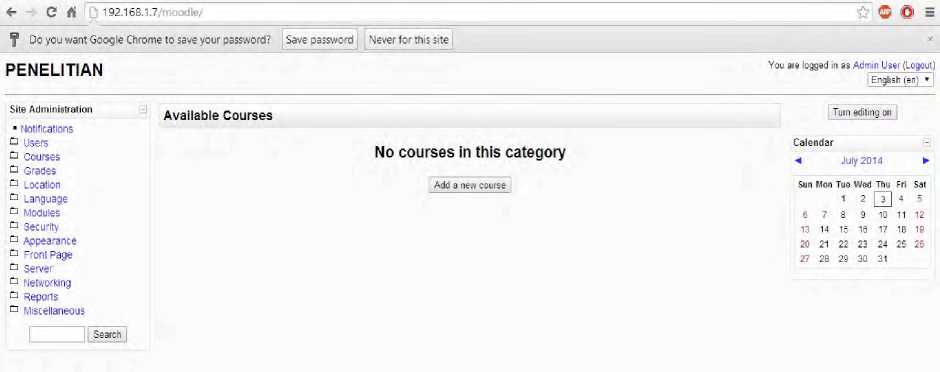 192.168.1.7/moodle/
ABP
Do you want Google Chrome to save your password? Save password Never for this site
PENELITIAN
You are logged in as Admin User (Logout)
English (en)
Site Administration
Notifications
Users
Courses
Grades
Location
Language
Modules
Security
Appearance
Front Page
Server
Networking
Reports
Miscellaneous
Search
Available Courses
No courses in this category
Add a new course
Turn editing on
Calendar
July 2014
Sun Mon Tue Wed Thu Fri Sat
1 2 3 4 5
6 7 8 9 10 11 12
13 14 15 16 17 18 19
20 21 22 23 24 25 26
27 28 29 30 31